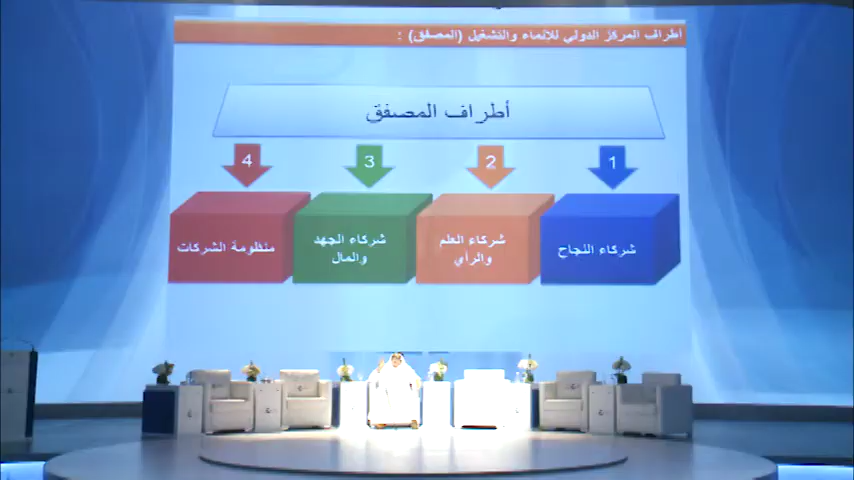 أطراف المركز الدولي للأنماء والتشغيل (المصفق) :
أطراف المصفق
1
2
3
4
شركاء النجاح
شركاء العلم
والرأي
شركاء الجهد
والمال
منظومة الشركات